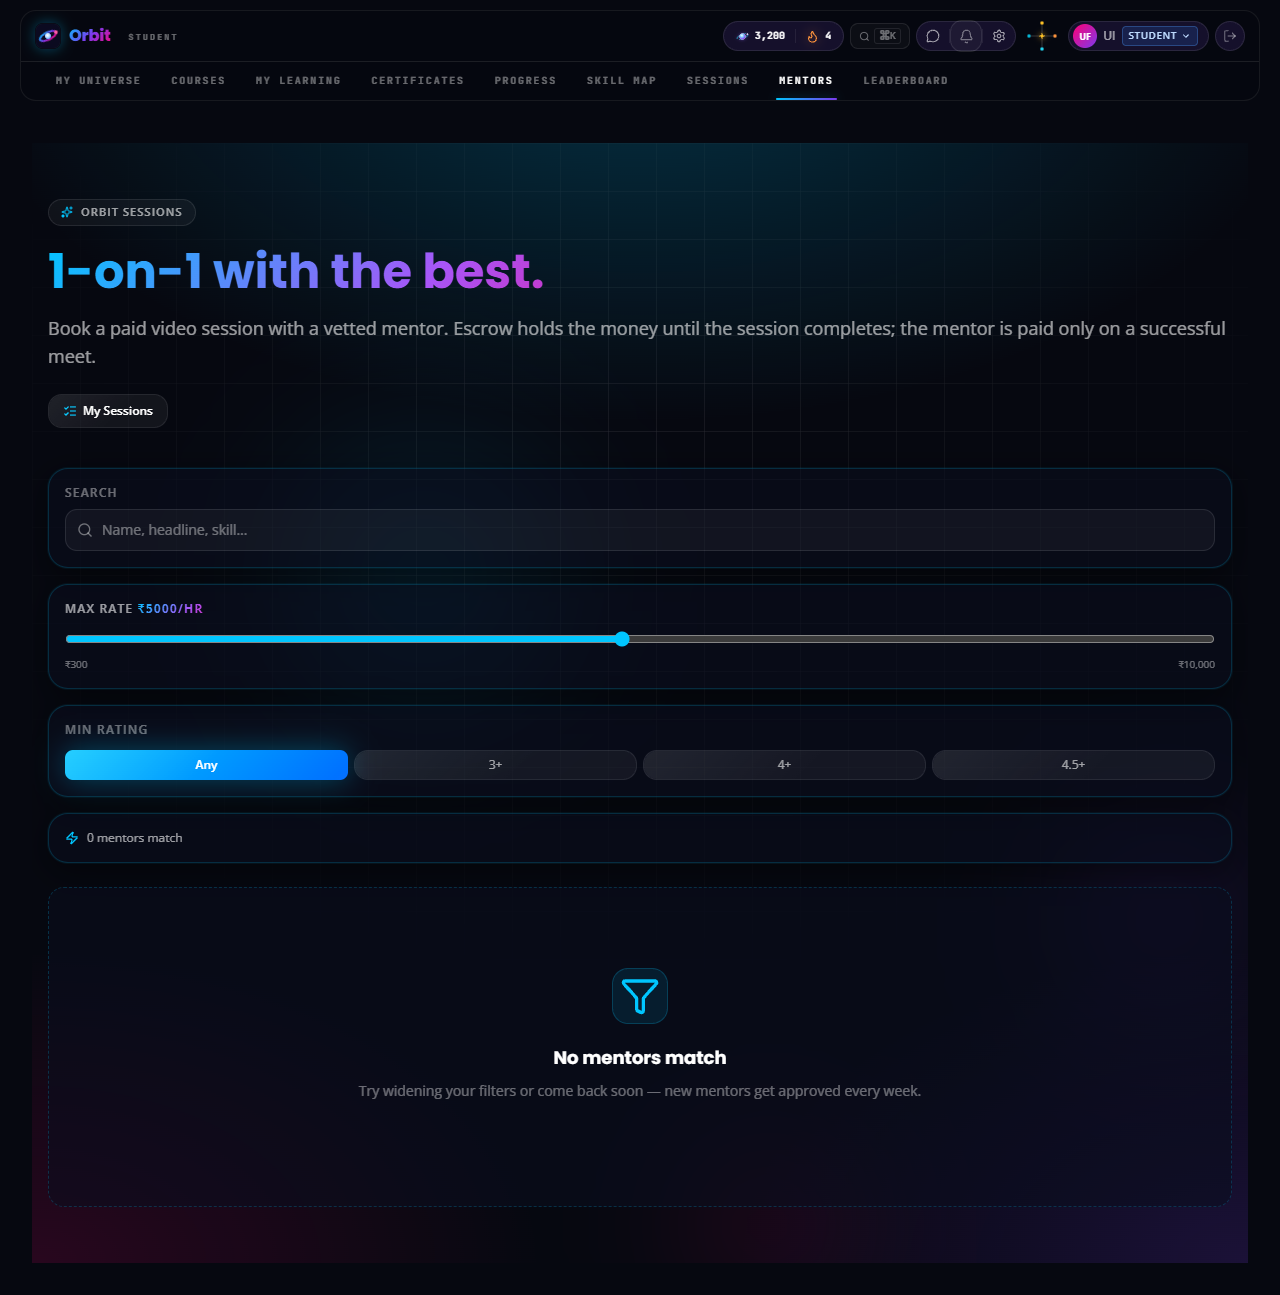 Orbit STUDENT
3,200 4 ⌘K UF UI STUDENT
MY UNIVERSE COURSES MY LEARNING CERTIFICATES PROGRESS SKILL MAP SESSIONS MENTORS LEADERBOARD
ORBIT SESSIONS
1-on-1 with the best.
Book a paid video session with a vetted mentor. Escrow holds the money until the session completes; the mentor is paid only on a successful
meet.
My Sessions
SEARCH
Name, headline, skill...
MAX RATE ₹5000/HR
₹300 ₹10,000
MIN RATING
Any 3+ 4+ 4.5+
0 mentors match
No mentors match
Try widening your filters or come back soon — new mentors get approved every week.